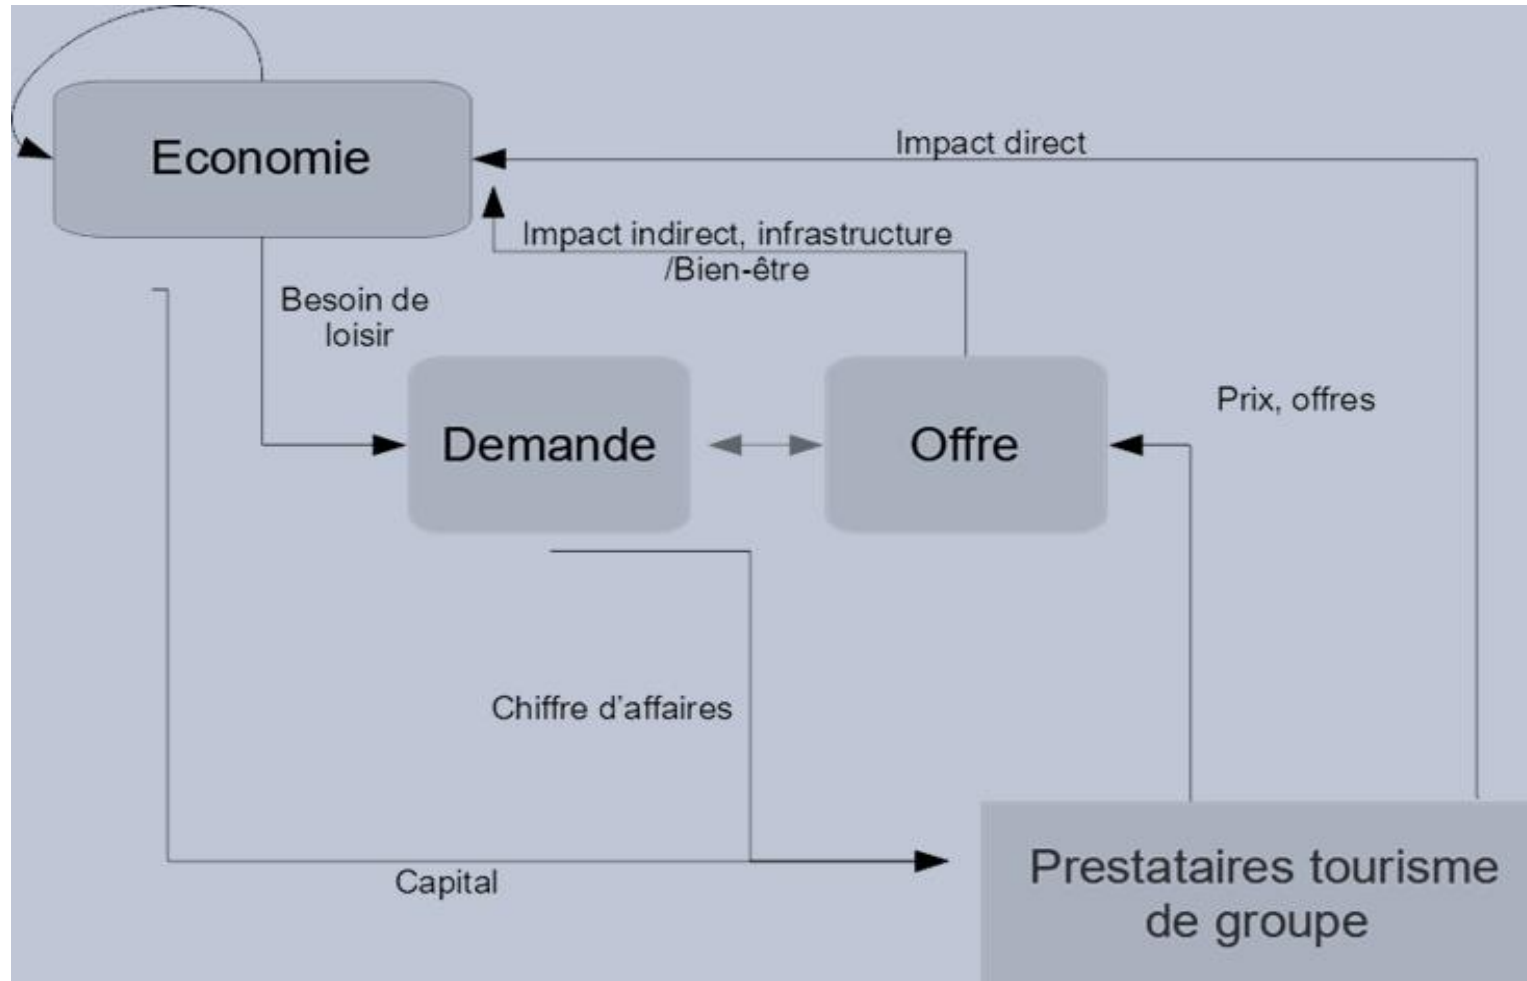 Economie
Impact direct
Impact indirect, infrastructure
/Bien-être
Besoin de
loisir
Demande
Offre
Prix, offres
Chiffre d’affaires
Capital
Prestataires tourisme
de groupe